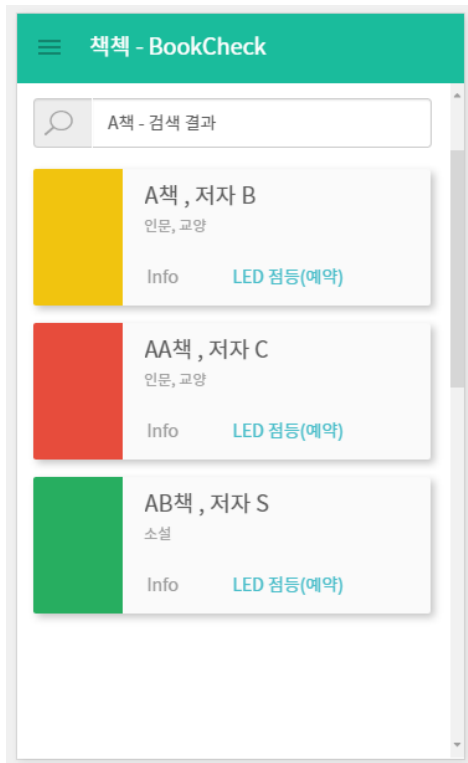 책첵 - BookCheck
A책 - 검색 결과
A책 , 저자 B
인문, 교양
Info LED 점등(예약)
AA책 , 저자 C
인문, 교양
Info LED 점등(예약)
AB책 , 저자 S
소설
Info LED 점등(예약)